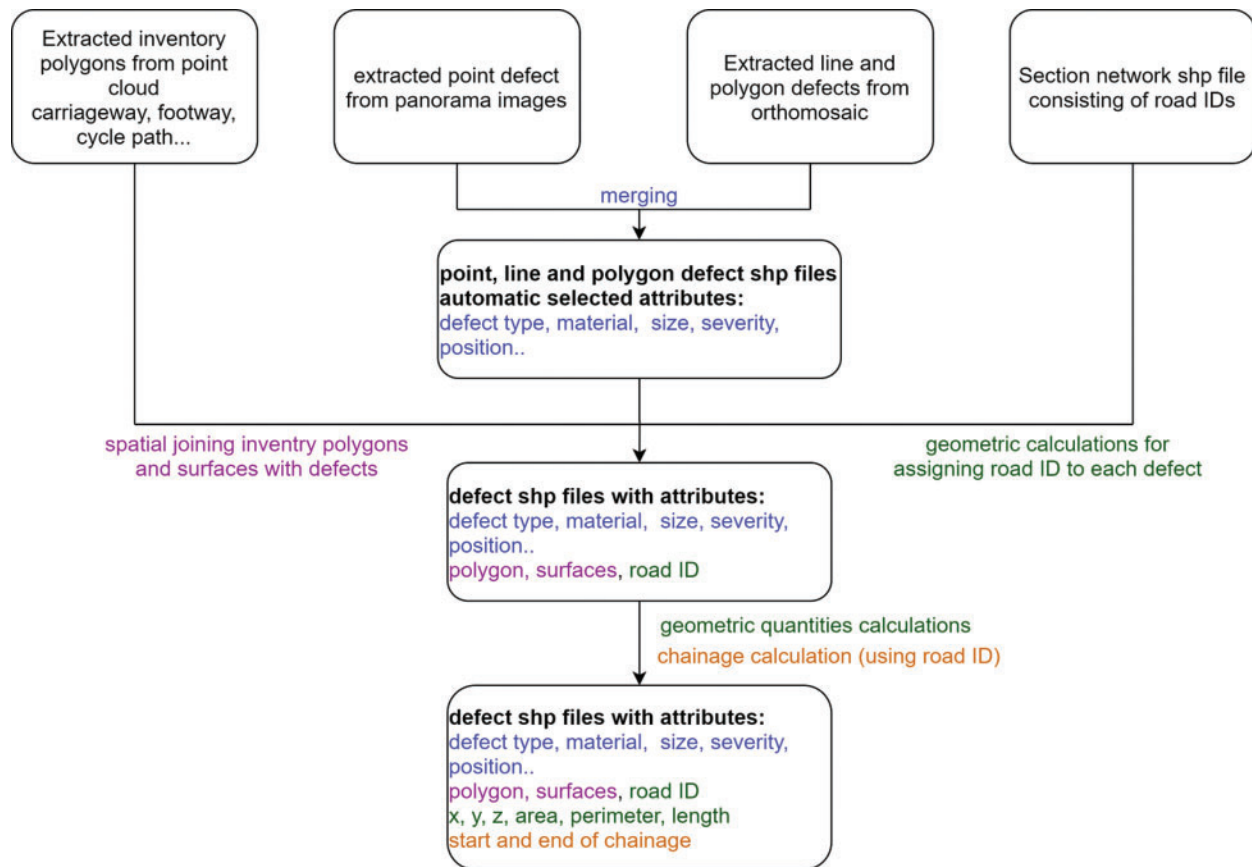 Extracted inventory
polygons from point
cloud
carriageway, footway,
cycle path...
extracted point defect
from panorama images
Extracted line and
polygon defects from
orthomosaic
Section network shp file
consisting of road IDs
merging
point, line and polygon defect shp files
automatic selected attributes:
defect type, material, size, severity,
position..
spatial joining inventry polygons
and surfaces with defects
geometric calculations for
assigning road ID to each defect
defect shp files with attributes:
defect type, material, size, severity,
position..
polygon, surfaces, road ID
geometric quantities calculations
chainage calculation (using road ID)
defect shp files with attributes:
defect type, material, size, severity,
position..
polygon, surfaces, road ID
x, y, z, area, perimeter, length
start and end of chainage